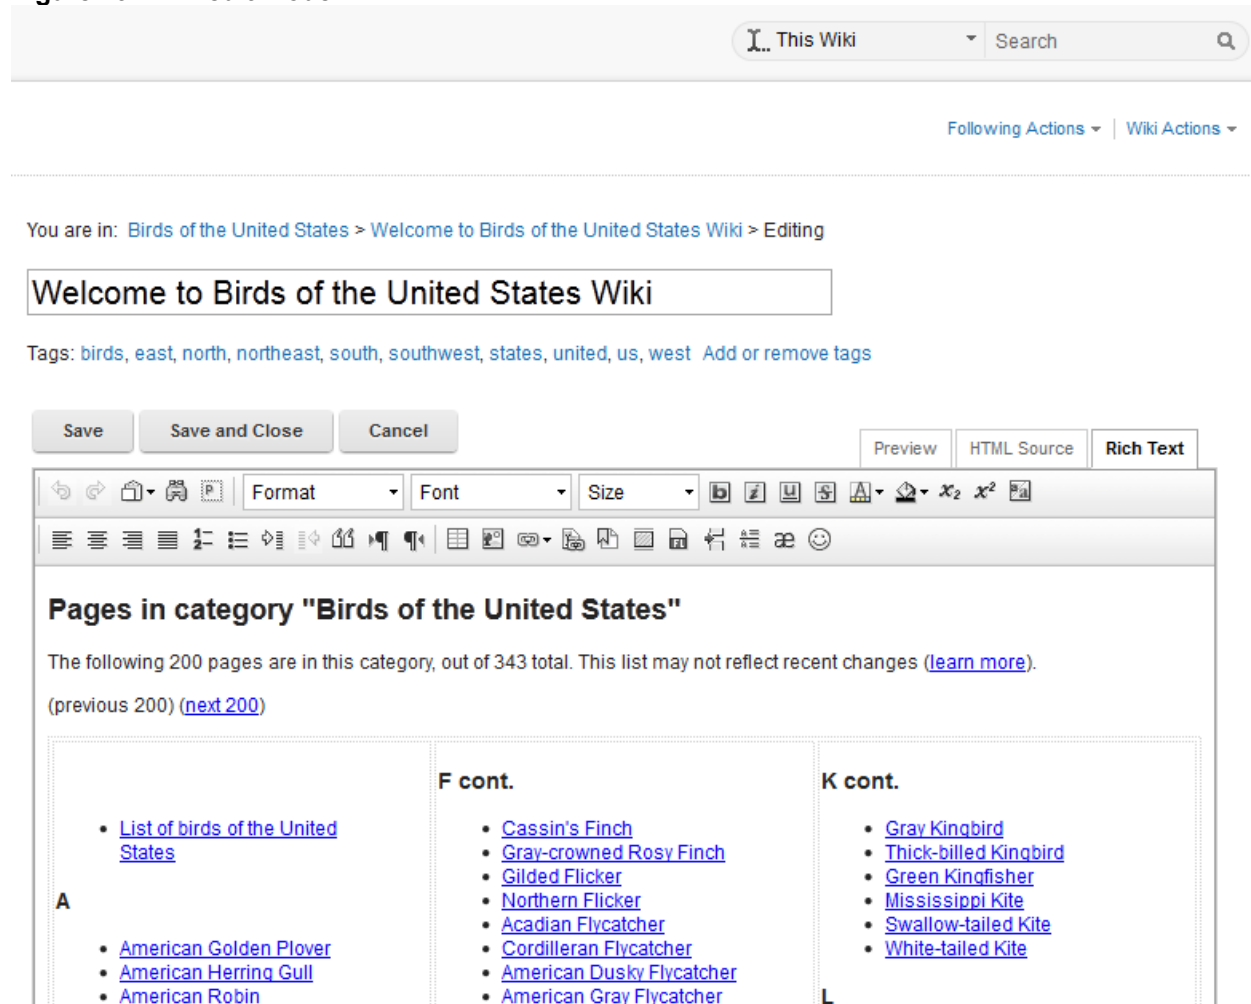 This Wiki Search
Following Actions Wiki Actions
You are in: Birds of the United States > Welcome to Birds of the United States Wiki > Editing
Welcome to Birds of the United States Wiki
Tags: birds, east, north, northeast, south, southwest, states, united, us, west Add or remove tags
Save Save and Close Cancel
Preview HTML Source Rich Text
Format Font Size
Pages in category "Birds of the United States"
The following 200 pages are in this category, out of 343 total. This list may not reflect recent changes (learn more).
(previous 200) (next 200)
List of birds of the United
States
A
American Golden Plover
American Herring Gull
American Robin
F cont.
Cassin's Finch
Gray-crowned Rosy Finch
Gilded Flicker
Northern Flicker
Acadian Flycatcher
Cordilleran Flycatcher
American Dusky Flycatcher
American Gray Flycatcher
K cont.
Gray Kingbird
Thick-billed Kingbird
Green Kingfisher
Mississippi Kite
Swallow-tailed Kite
White-tailed Kite
L